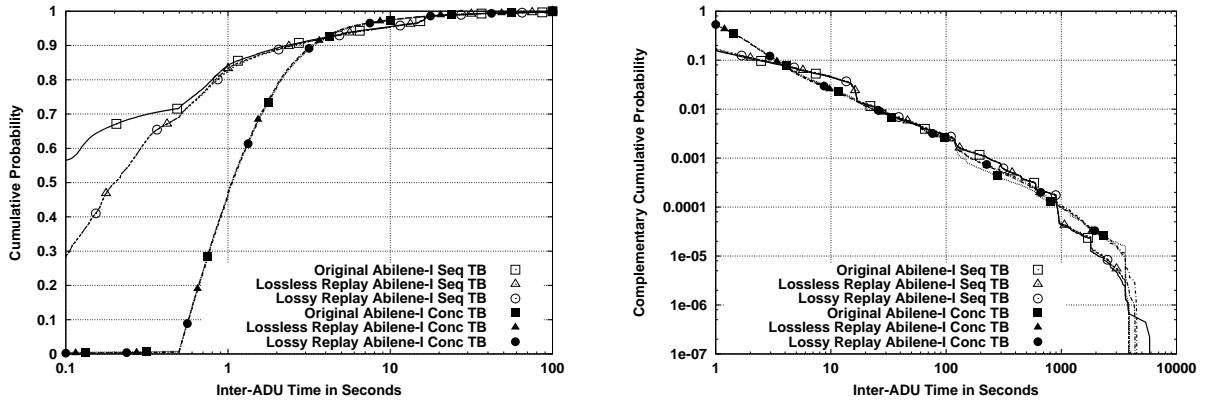 Cumulative Probability
1
0.9
0.8
0.7
0.6
0.5
0.4
0.3
0.2
0.1
0
0.1
1
10
100
Inter-ADU Time in Seconds
Original Abilene-I Seq TB
Lossless Replay Abilene-I Seq TB
Lossy Replay Abilene-I Seq TB
Original Abilene-I Conc TB
Lossless Replay Abilene-I Conc TB
Lossy Replay Abilene-I Conc TB
Complementary Cumulative Probability
1
0.1
0.01
0.001
0.0001
1e-05
1e-06
1e-07
1
10
100
1000
10000
Inter-ADU Time in Seconds
Original Abilene-I Seq TB
Lossless Replay Abilene-I Seq TB
Lossy Replay Abilene-I Seq TB
Original Abilene-I Conc TB
Lossless Replay Abilene-I Conc TB
Lossy Replay Abilene-I Conc TB